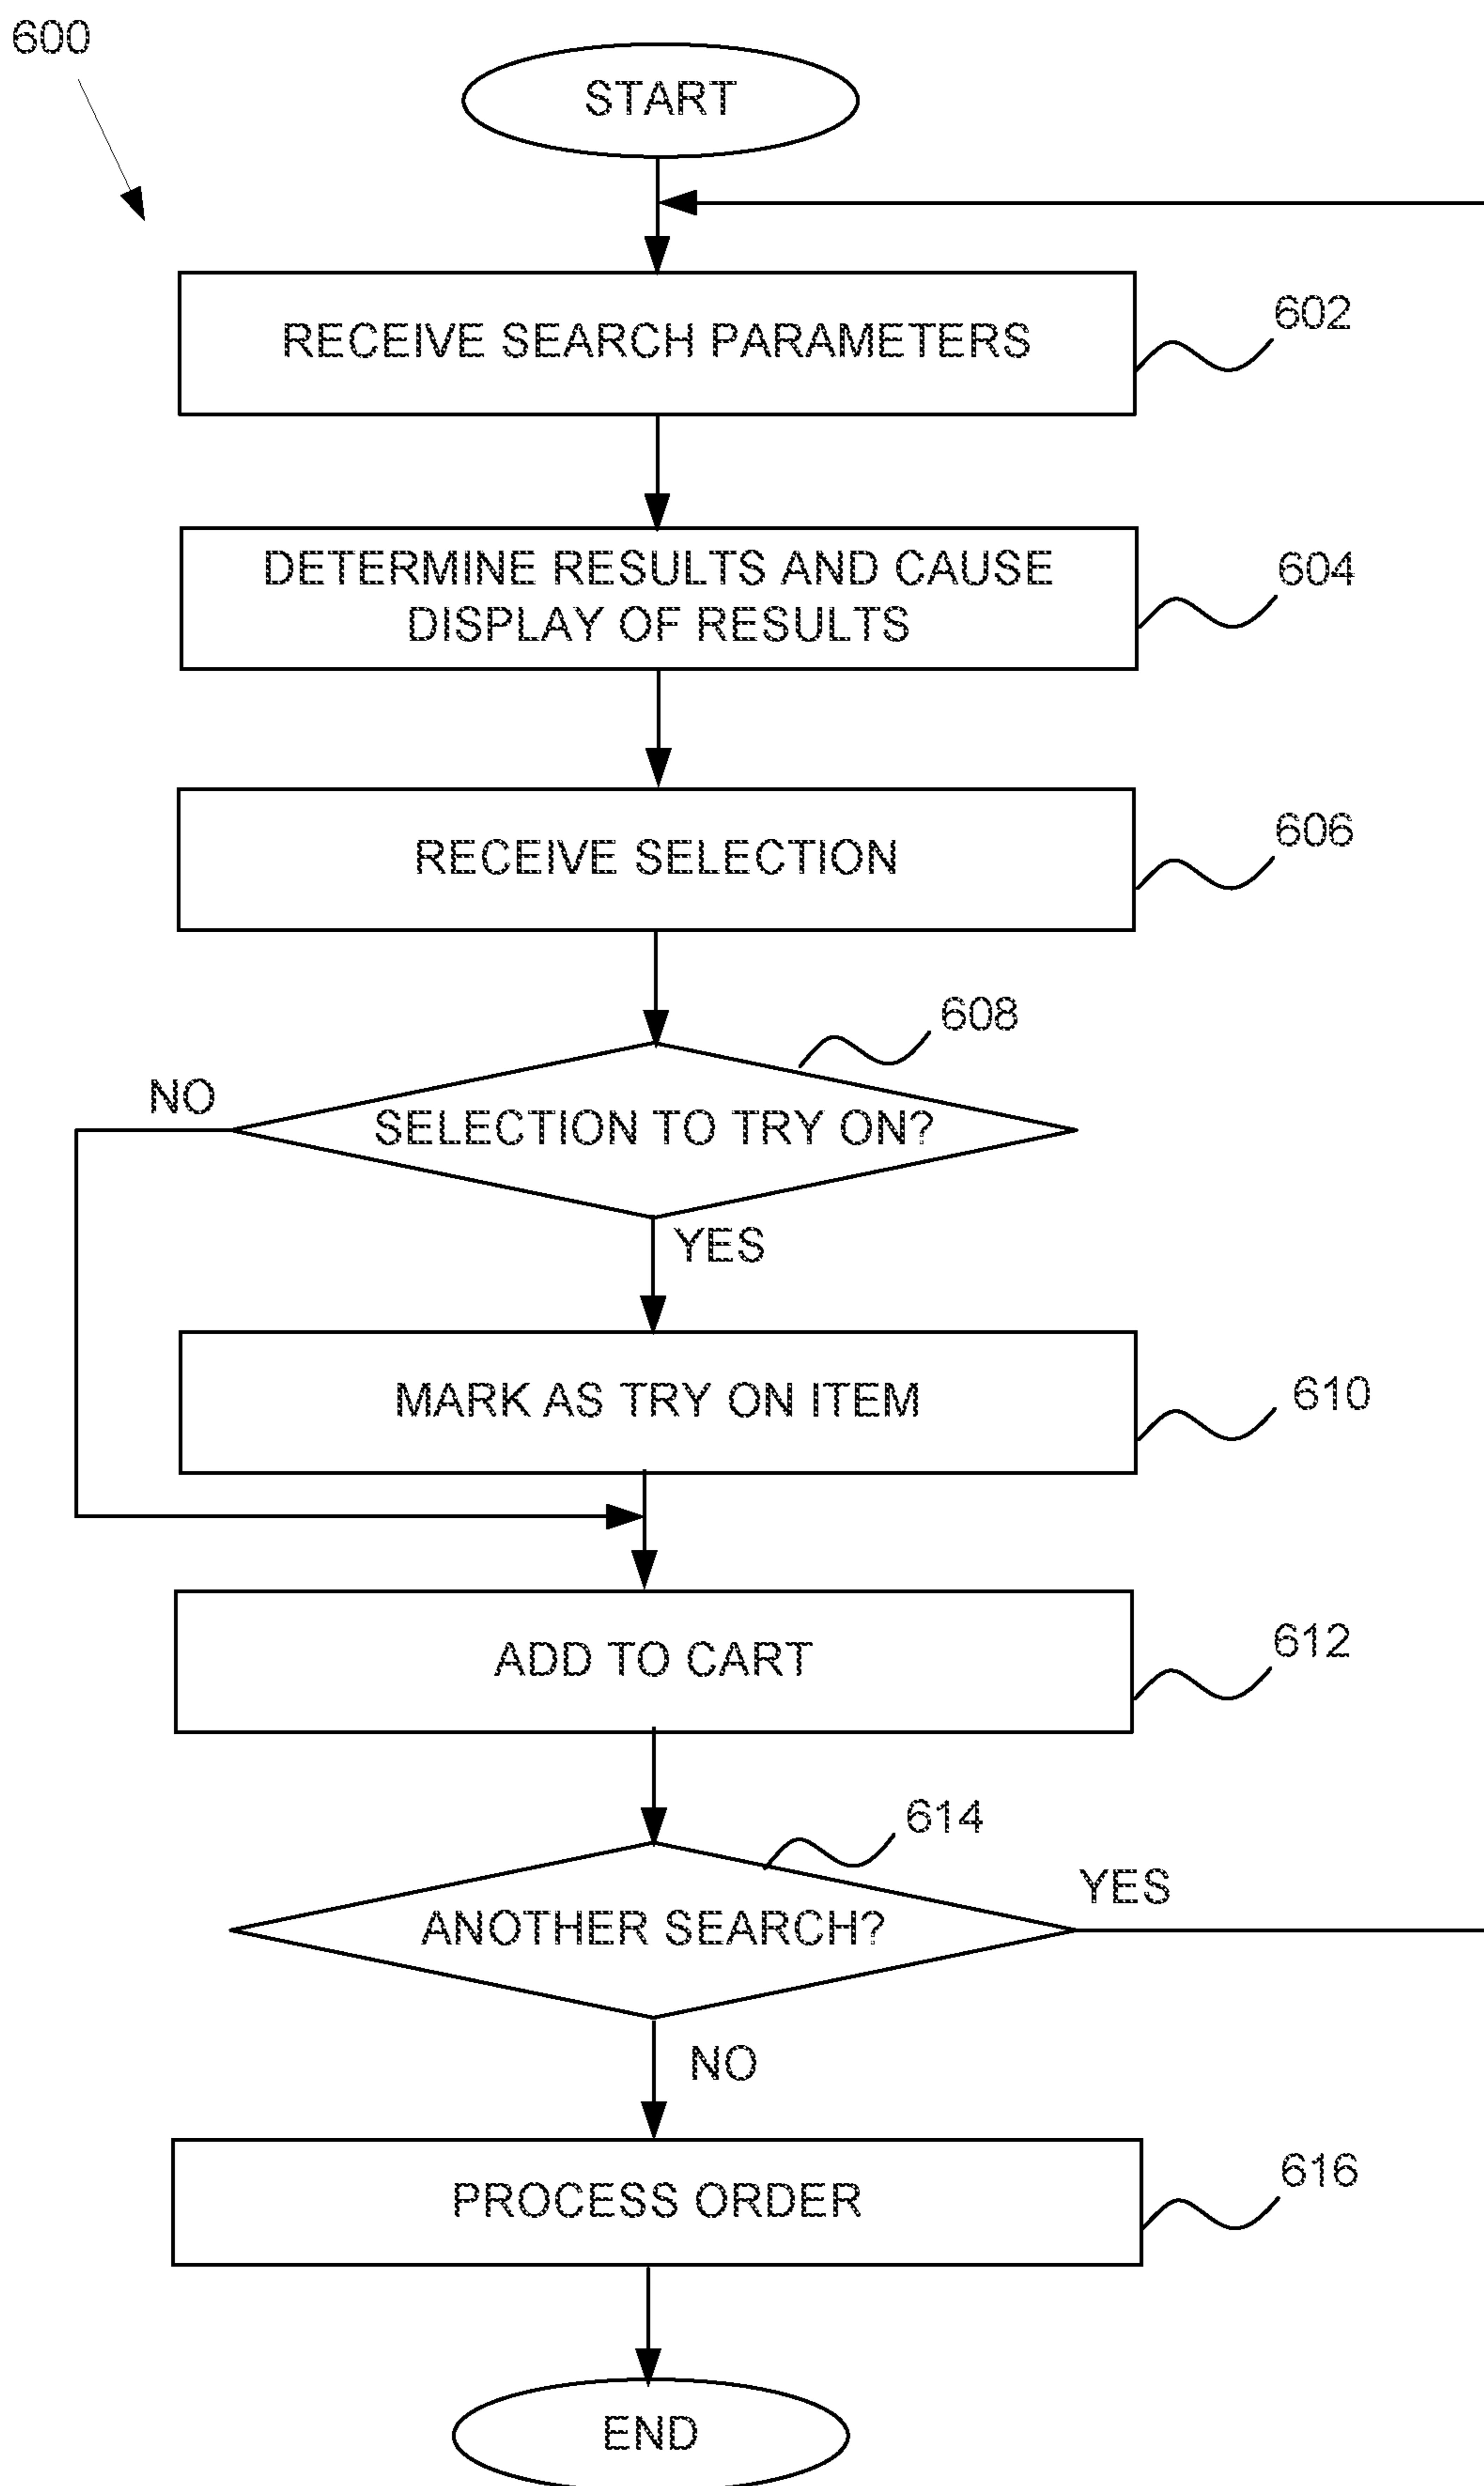 600
START
RECEIVE SEARCH PARAMETERS
602
DETERMINE RESULTS AND CAUSE
DISPLAY OF RESULTS
604
RECEIVE SELECTION
606
608
NO
SELECTION TO TRY ON?
YES
MARK AS TRY ON ITEM
610
ADD TO CART
612
614
YES
ANOTHER SEARCH?
NO
PROCESS ORDER
616
END